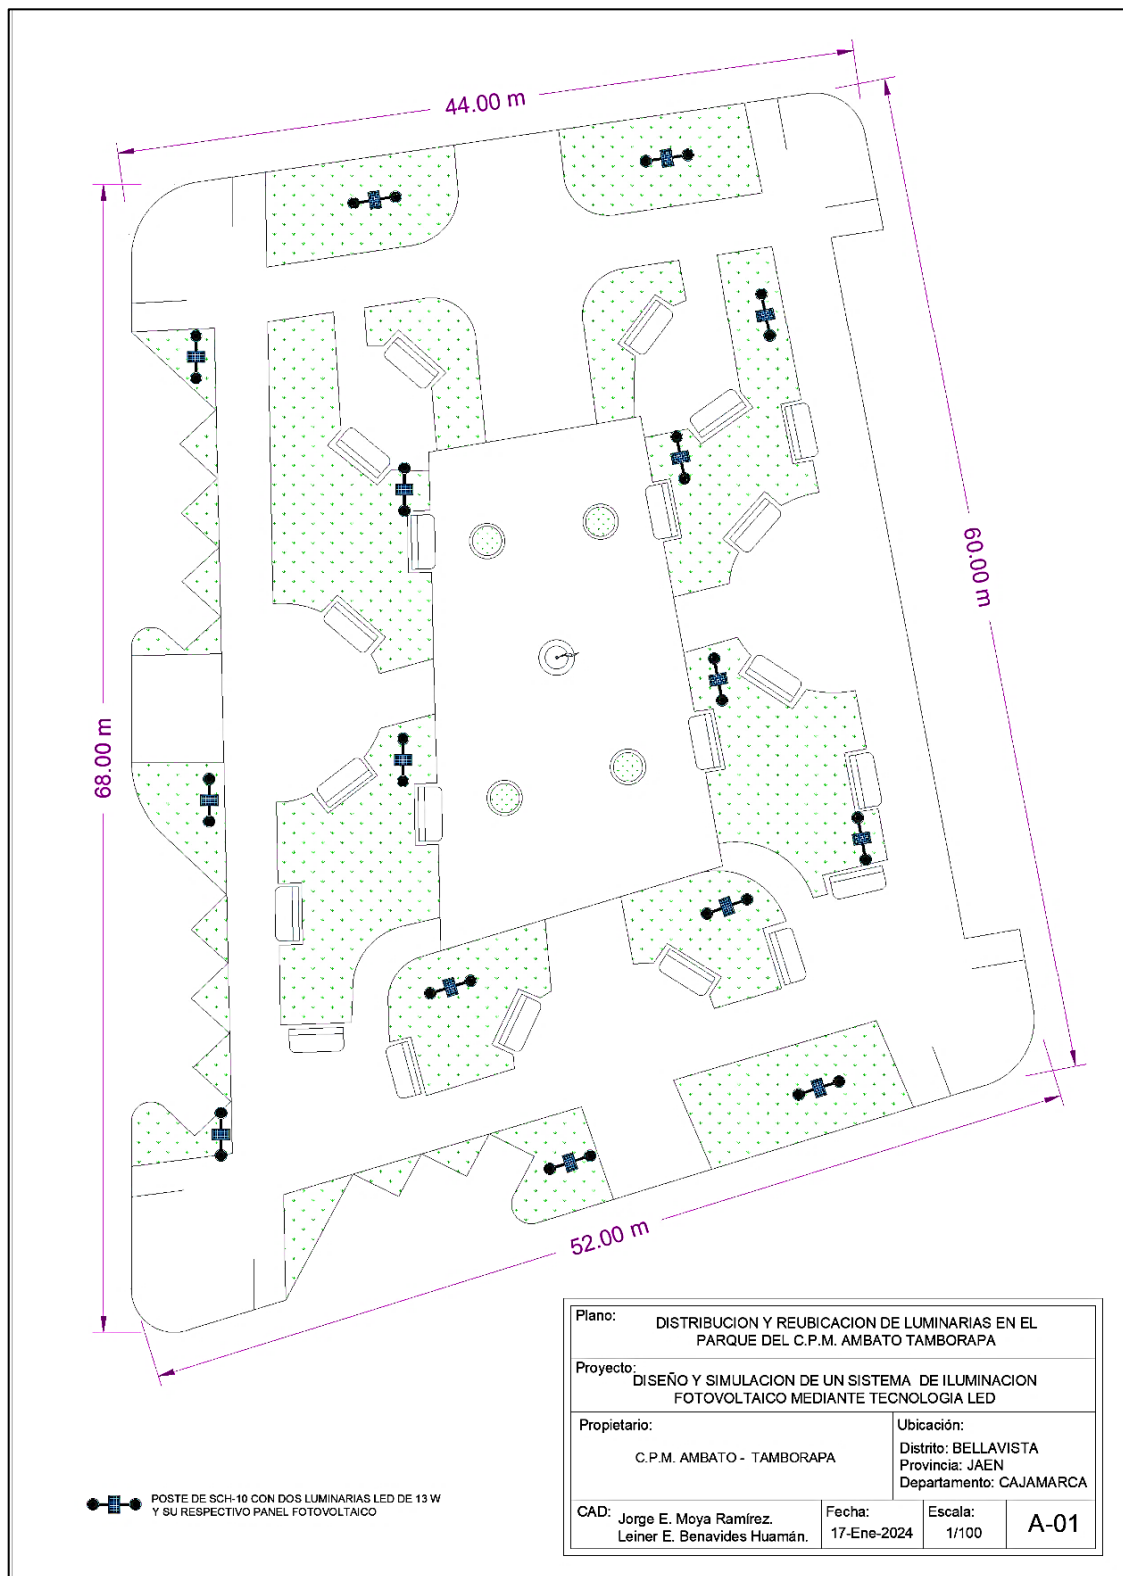 44.00 m
60.00 m
68.00 m
52.00 m
Plano:
DISTRIBUCION Y REUBICACION DE LUMINARIAS EN EL
PARQUE DEL C.P.M. AMBATO TAMBORAPA
Proyecto:
DISEÑO Y SIMULACION DE UN SISTEMA DE ILUMINACION
FOTOVOLTAICO MEDIANTE TECNOLOGIA LED
Propietario:
C.P.M. AMBATO - TAMBORAPA
Ubicación:
Distrito: BELLAVISTA
Provincia: JAEN
Departamento: CAJAMARCA
CAD: Jorge E. Moya Ramírez.
Leiner E. Benavides Huamán.
Fecha:
17-Ene-2024
Escala:
1/100
A-01
POSTE DE SCH-10 CON DOS LUMINARIAS LED DE 13 W
Y SU RESPECTIVO PANEL FOTOVOLTAICO